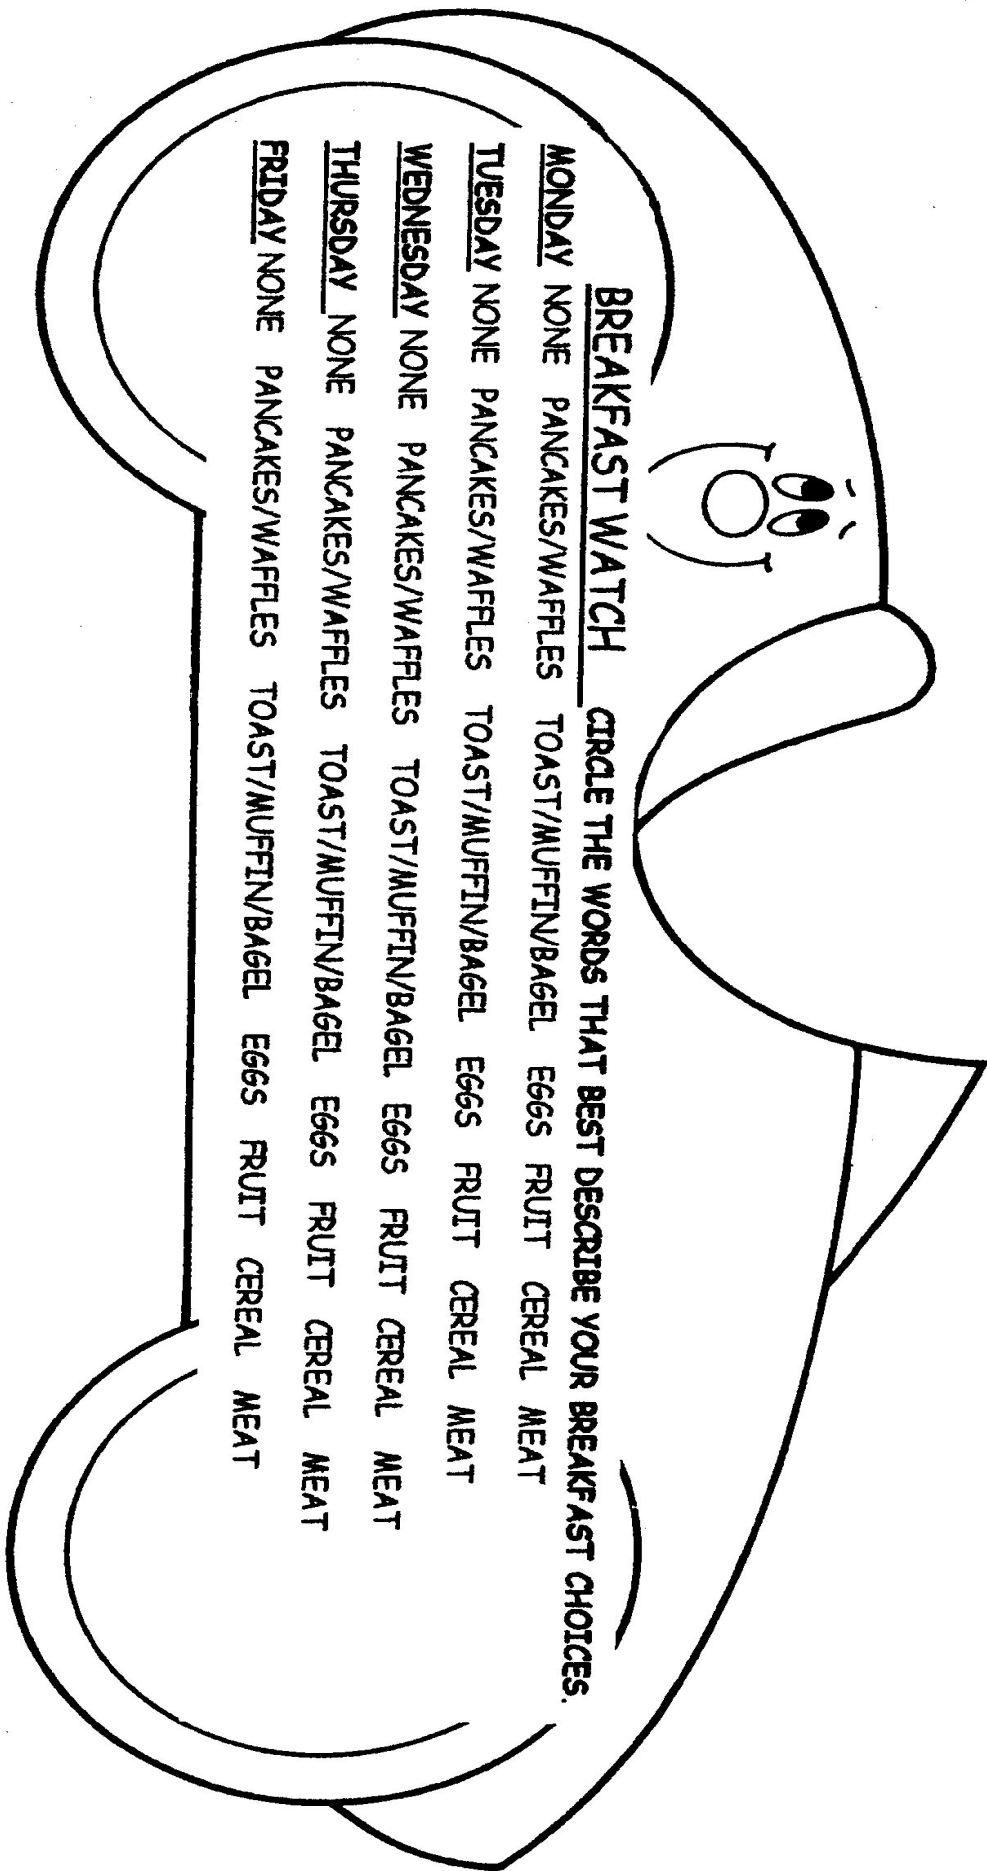 BREAKFAST WATCH CIRCLE THE WORDS THAT BEST DESCRIBE YOUR BREAKFAST CHOICES.
MONDAY NONE PANCAKES/WAFFLES TOAST/MUFFIN/BAGEL EGGS FRUIT CEREAL MEAT
TUESDAY NONE PANCAKES/WAFFLES TOAST/MUFFIN/BAGEL EGGS FRUIT CEREAL MEAT
WEDNESDAY NONE PANCAKES/WAFFLES TOAST/MUFFIN/BAGEL EGGS FRUIT CEREAL MEAT
THURSDAY NONE PANCAKES/WAFFLES TOAST/MUFFIN/BAGEL EGGS FRUIT CEREAL MEAT
FRIDAY NONE PANCAKES/WAFFLES TOAST/MUFFIN/BAGEL EGGS FRUIT CEREAL MEAT